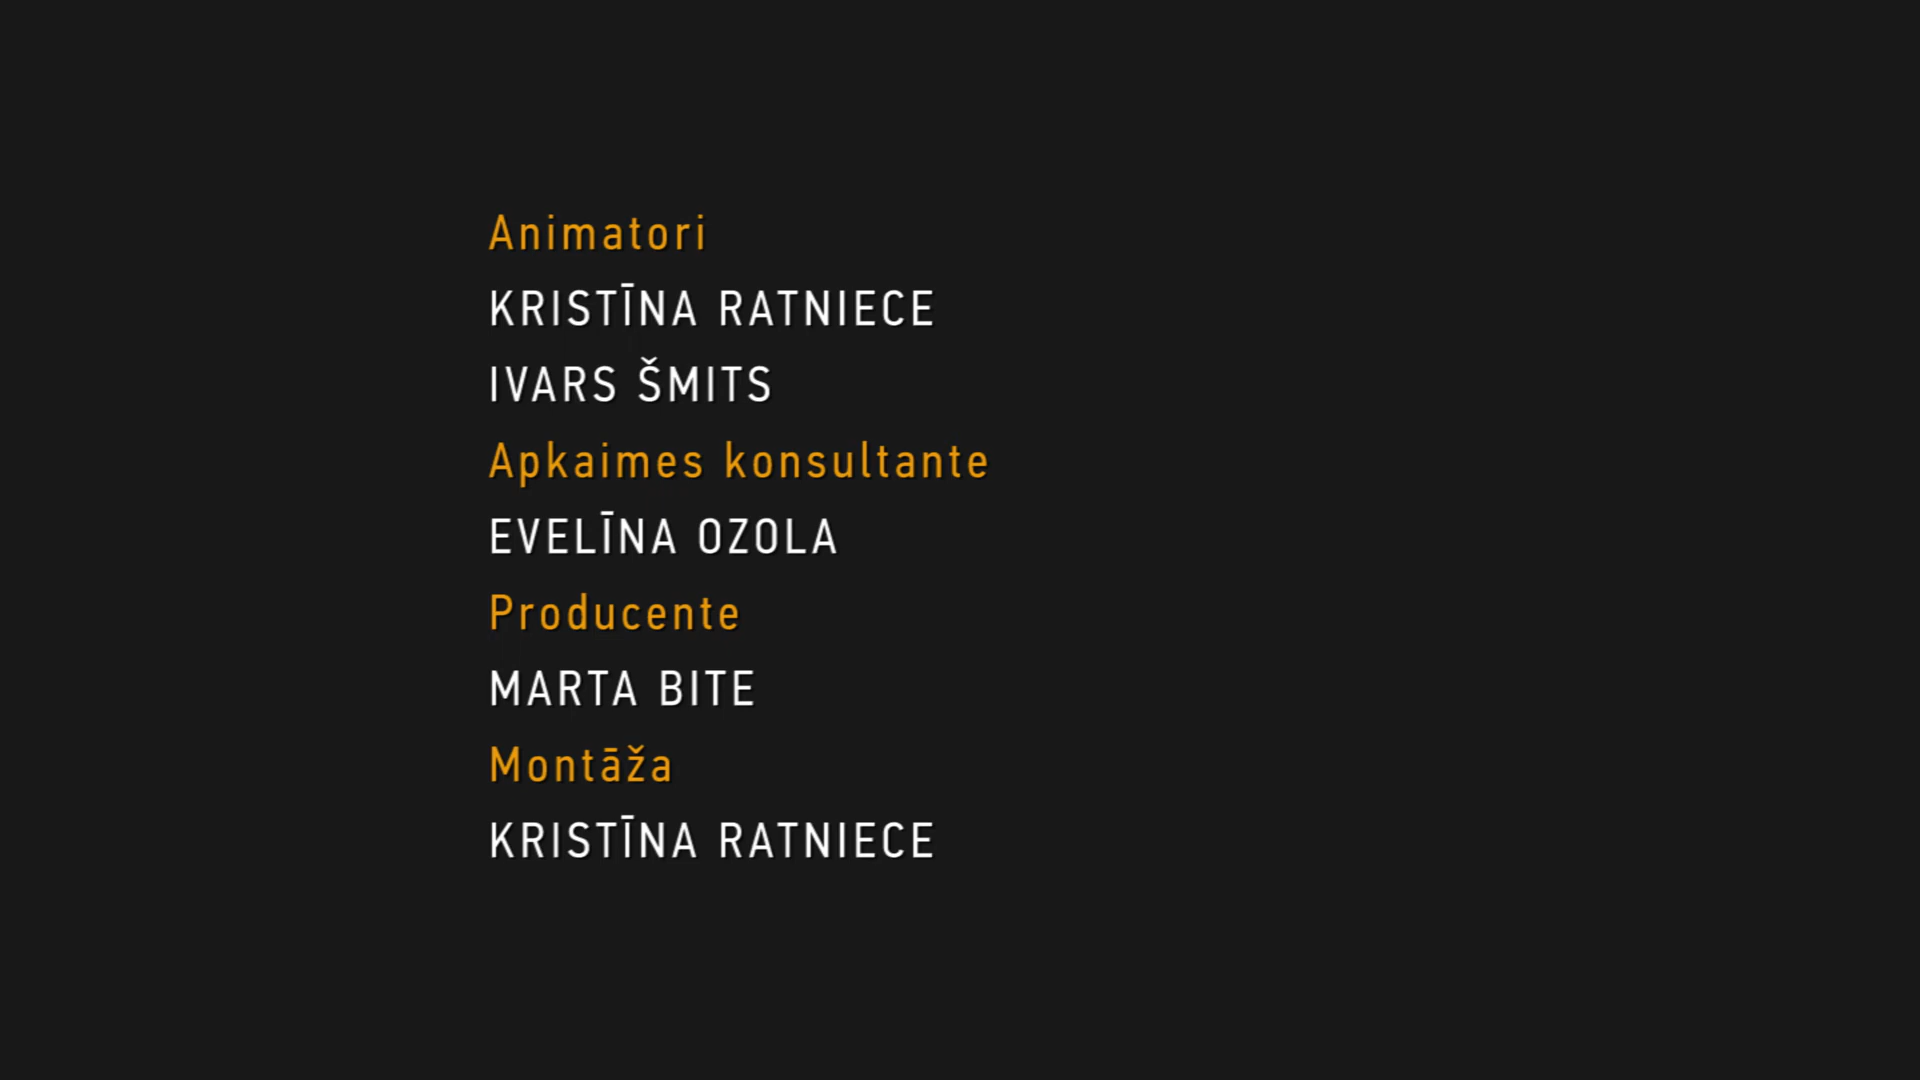 Animatori
KRISTĪNA RATNIECE
IVARS ŠMITS
Apkaimes konsultante
EVELĪNA OZOLA
Producente
MARTA BITE
Montāža
KRISTĪNA RATNIECE